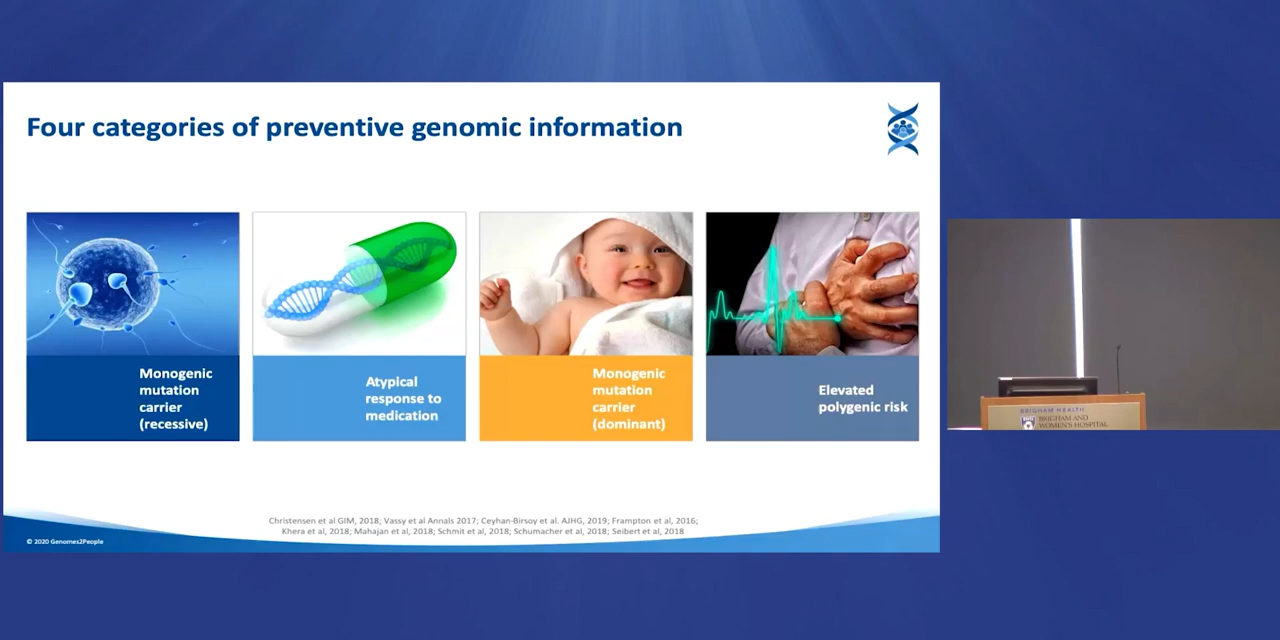 Four categories of preventive genomic information
Monogenic
mutation
carrier
(recessive)
Atypical
response to
medication
Monogenic
mutation
carrier
(dominant)
Elevated
polygenic risk
Christensen et al GIM, 2018; Vassy et al Annals 2017; Ceyhan-Birsoy et al. AJHG, 2019; Frampton et al, 2016;
Khera et al, 2018; Mahajan et al, 2018; Schmit et al, 2018; Schumacher et al, 2018; Seibert et al, 2018
© 2020 Genomes2People
BRIGHAM HEALTH
BRIGHAM AND
WOMEN'S HOSPITAL